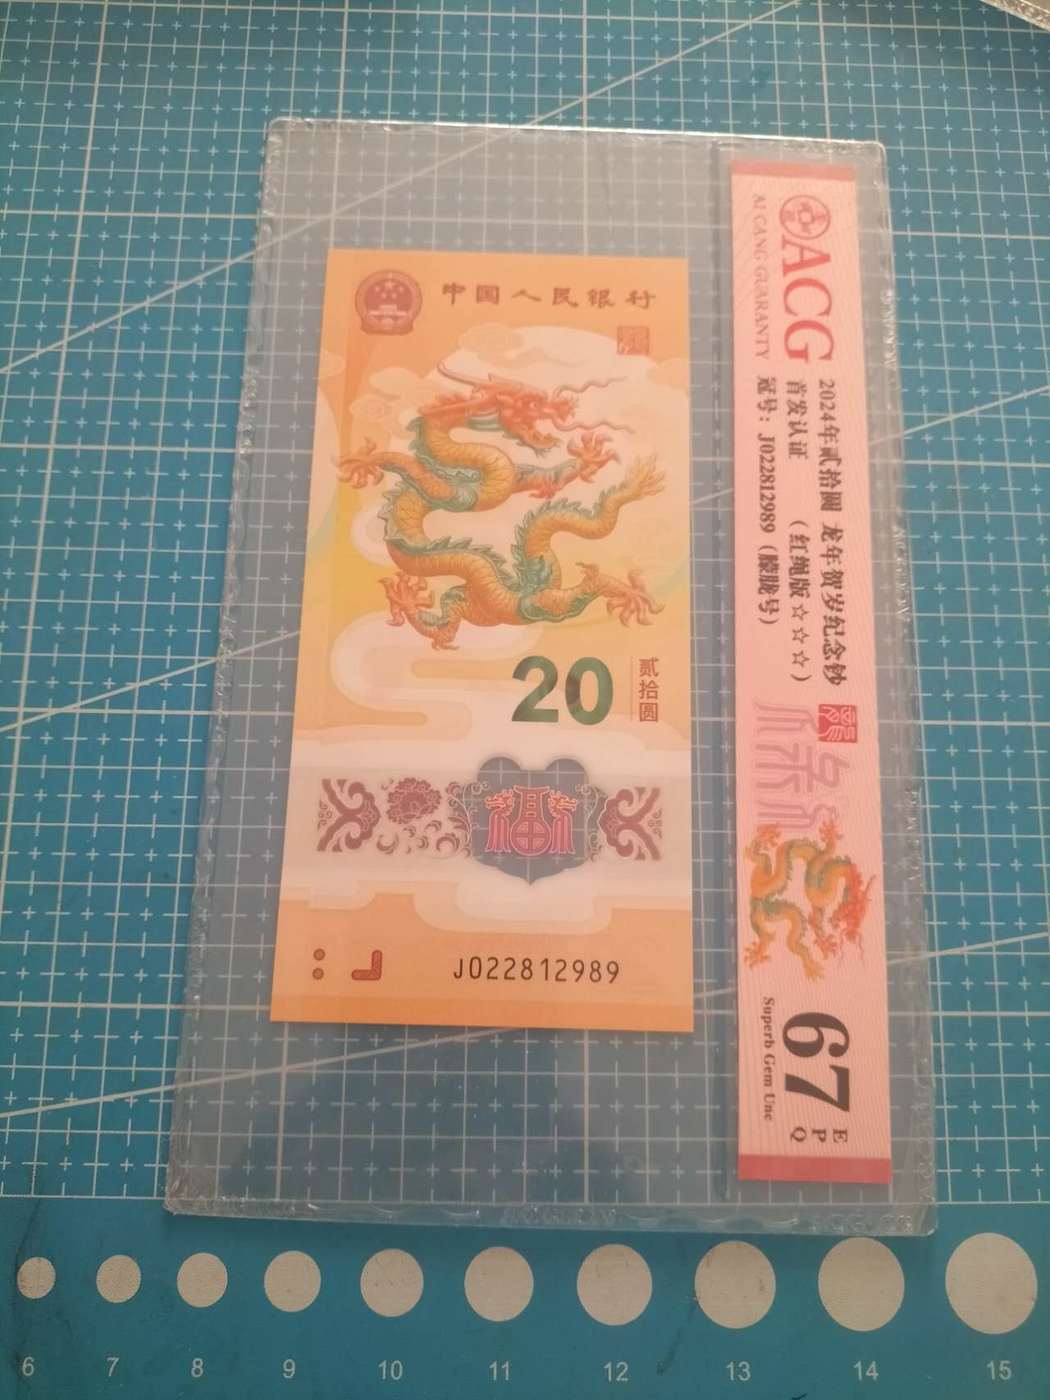 中国人民银行
20
贰拾圆
福
J022812989
ACG
AI CANG GUARANTY
2024年贰拾圆 龙年贺岁纪念钞
首发认证 (红绳版☆☆☆)
冠号: J022812989 (朦胧号)
67
EPQ
Superb Gem Unc
6 7 8 9 10 11 12 13 14 15